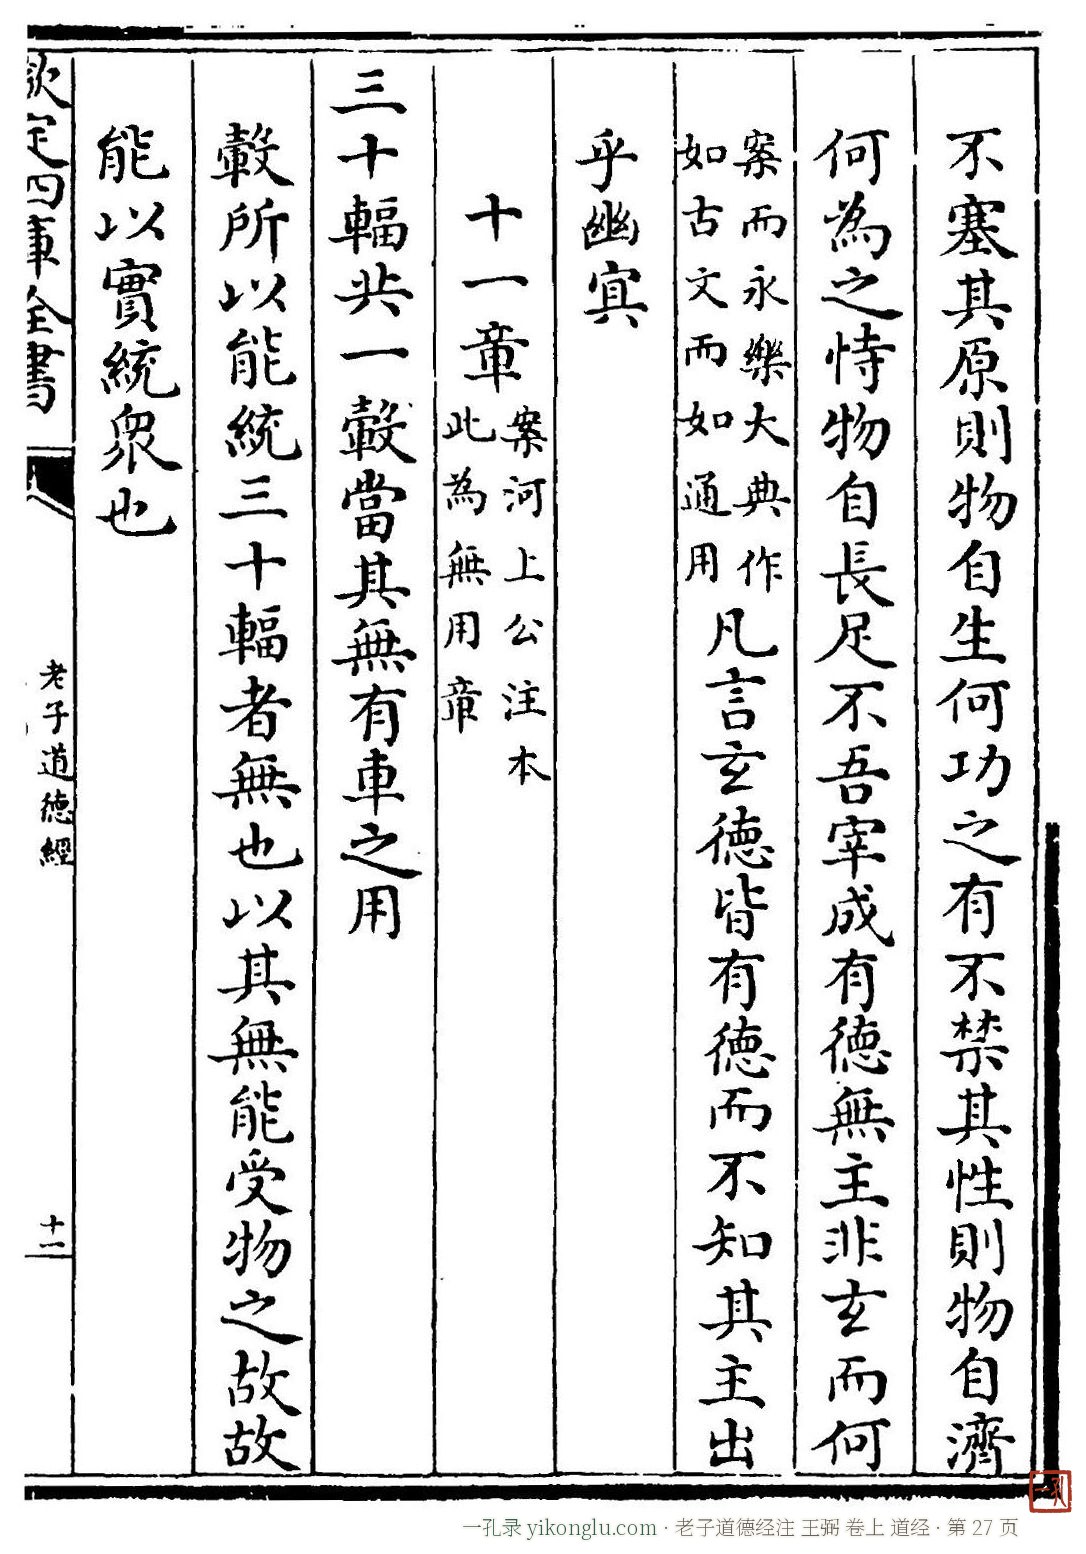 不塞其原則物自生何功之有不禁其性則物自濟
何為之恃物自長足不吾宰成有德無主非玄而何
案而永樂大典作
如古文而如通用
凡言玄德皆有德而不知其主出
乎幽冥
十一章
案河上公注本
此為無用章
三十輻共一轂當其無有車之用
轂所以能統三十輻者無也以其無能受物之故故
能以實統衆也
欽定四庫全書
老子道德經
十一
一孔录 yikonglu.com · 老子道德经注 王弼 卷上 道经 · 第 27 页